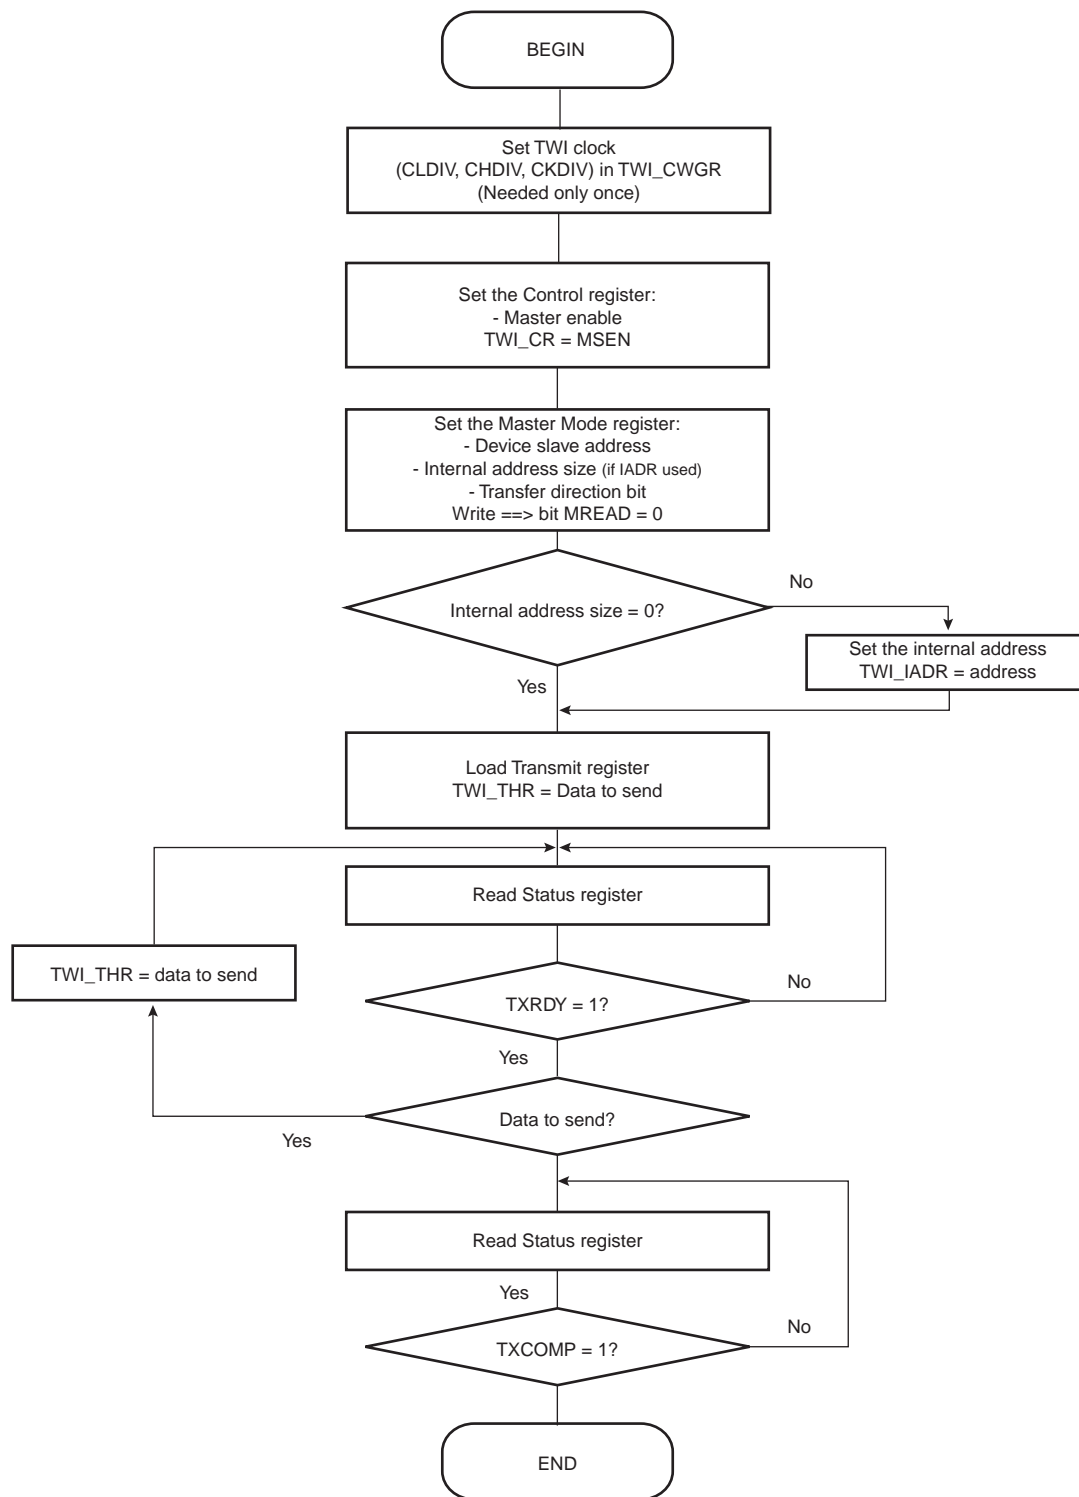 BEGIN
Set TWI clock
(CLDIV, CHDIV, CKDIV) in TWI_CWGR
(Needed only once)
Set the Control register:
- Master enable
TWI_CR = MSEN
Set the Master Mode register:
- Device slave address
- Internal address size (if IADR used)
- Transfer direction bit
Write ==> bit MREAD = 0
No
Internal address size = 0?
Set the internal address
TWI_IADR = address
Yes
Load Transmit register
TWI_THR = Data to send
Read Status register
TWI_THR = data to send
No
TXRDY = 1?
Yes
Data to send?
Yes
Read Status register
Yes
No
TXCOMP = 1?
END